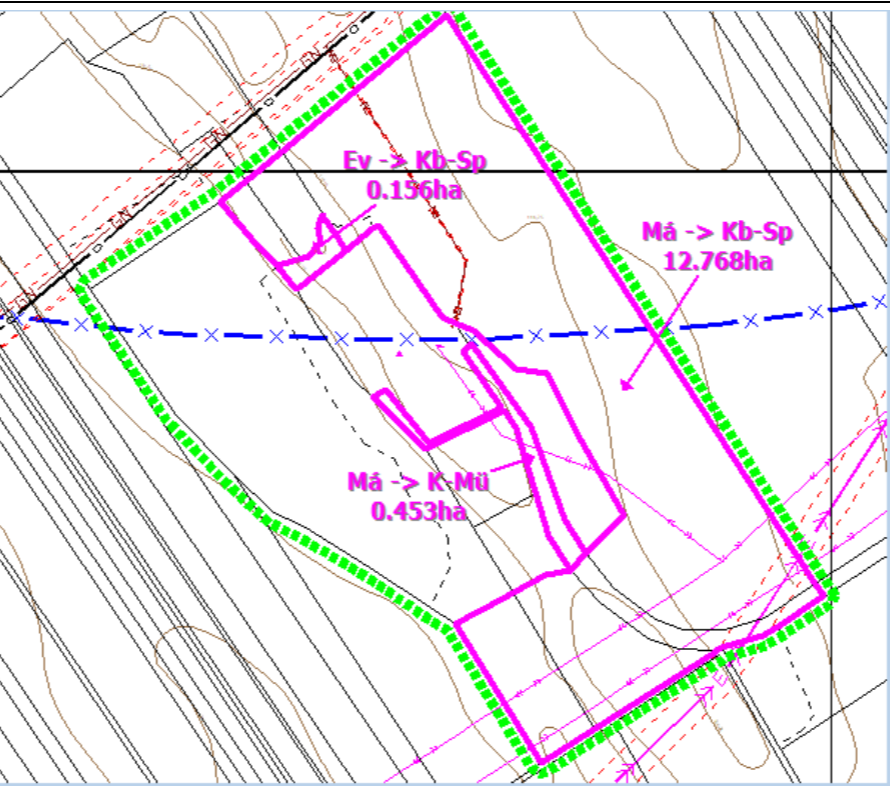 Ev -> Kb-Sp
0.156ha
Má -> Kb-Sp
12.768ha
Má -> K-Mü
0.453ha